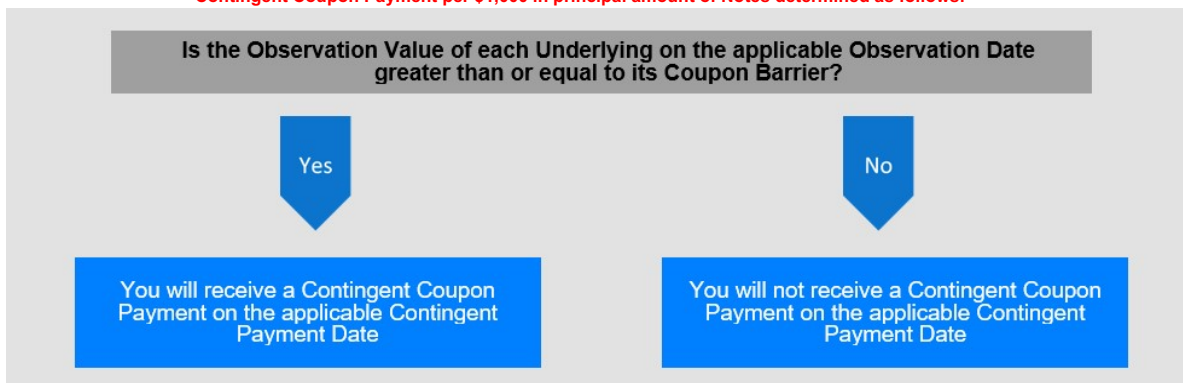 Contingent Coupon Payment per $1,000 in principal amount of Notes determined as follows:
Is the Observation Value of each Underlying on the applicable Observation Date
greater than or equal to its Coupon Barrier?
Yes
No
You will receive a Contingent Coupon
Payment on the applicable Contingent
Payment Date
You will not receive a Contingent Coupon
Payment on the applicable Contingent
Payment Date